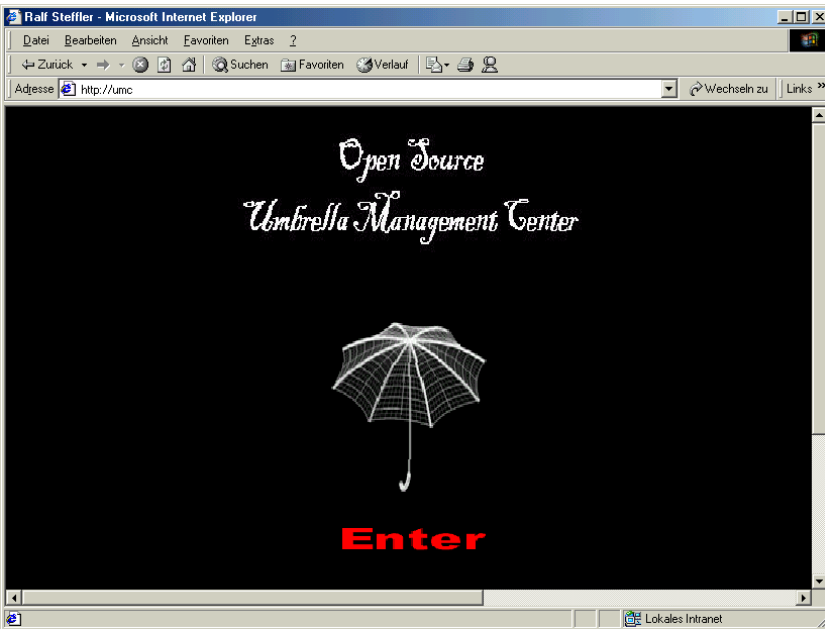 Ralf Steffler - Microsoft Internet Explorer
Datei Bearbeiten Ansicht Favoriten Extras ?
Zurück Suchen Favoriten Verlauf
Adresse http://umc Wechseln zu Links »
Open Source
Umbrella Management Center
Enter
Lokales Intranet